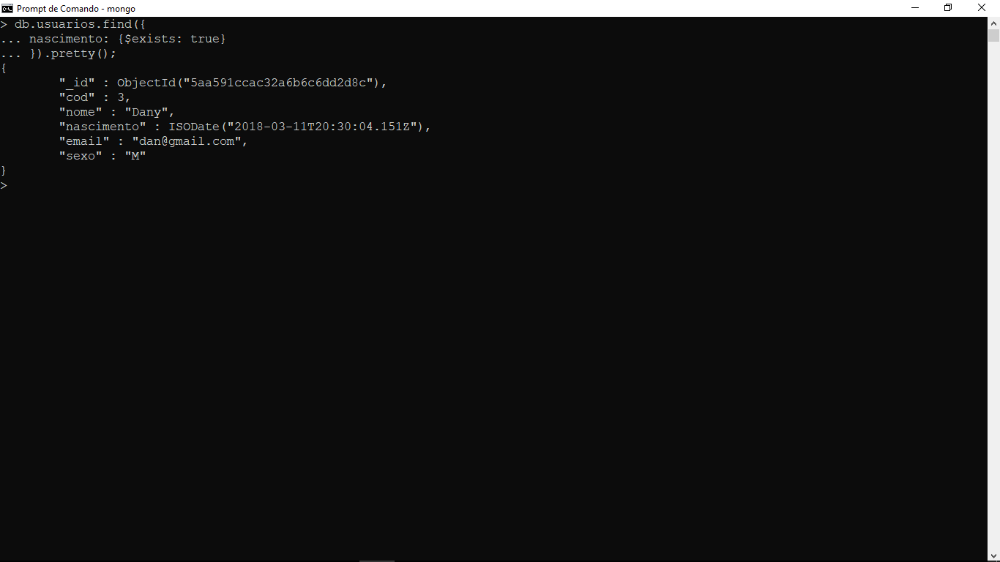 Prompt de Comando - mongo
> db.usuarios.find({
... nascimento: {$exists: true}
... }).pretty();
{
        "_id" : ObjectId("5aa591ccac32a6b6c6dd2d8c"),
        "cod" : 3,
        "nome" : "Dany",
        "nascimento" : ISODate("2018-03-11T20:30:04.151Z"),
        "email" : "dan@gmail.com",
        "sexo" : "M"
}
>